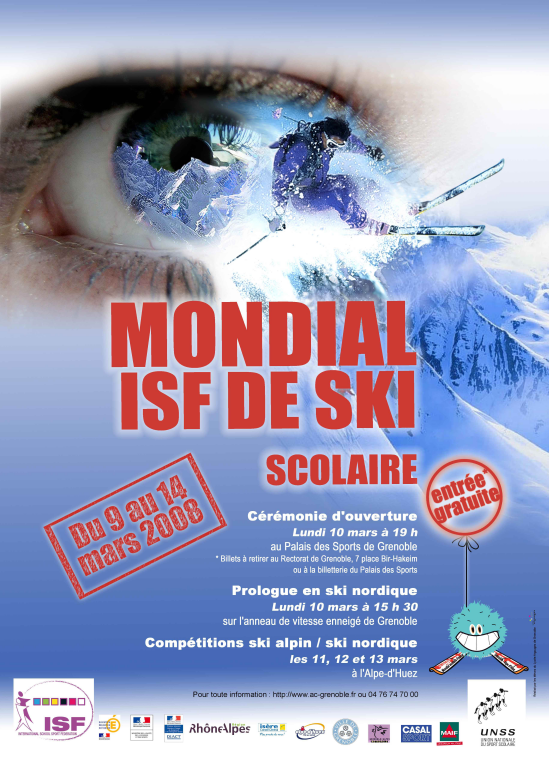 MONDIAL
ISF DE SKI
SCOLAIRE
Du 9 au 14
mars 2008
entrée*
gratuite
Cérémonie d'ouverture
Lundi 10 mars à 19 h
au Palais des Sports de Grenoble
* Billets à retirer au Rectorat de Grenoble, 7 place Bir-Hakeim
ou à la billetterie du Palais des Sports
Prologue en ski nordique
Lundi 10 mars à 15 h 30
sur l'anneau de vitesse enneigé de Grenoble
Compétitions ski alpin / ski nordique
les 11, 12 et 13 mars
à l'Alpe-d'Huez
Pour toute information : http://www.ac-grenoble.fr ou 04 76 74 70 00
ISF
INTERNATIONAL SCHOOL SPORT FEDERATION
DIACT
RhôneAlpes
isère
CASAL
SPORT
MAIF
UNSS
UNION NATIONALE
DU SPORT SCOLAIRE